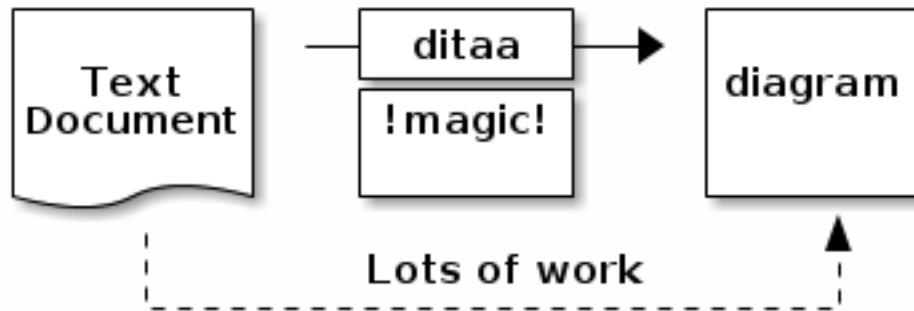 Text
Document
ditaa
!magic!
diagram
Lots of work